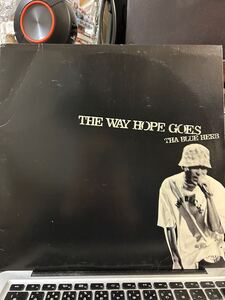 THE WAY HOPE GOES
THA BLUE HERB